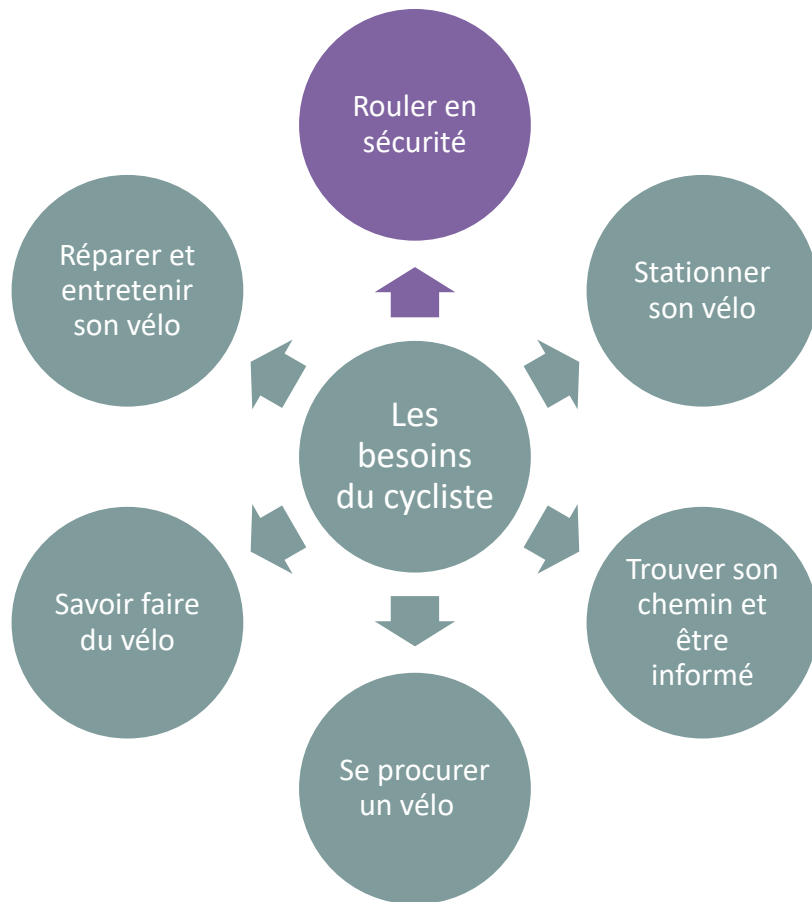 Rouler en
sécurité
Réparer et
entretenir
son vélo
Stationner
son vélo
Les
besoins
du cycliste
Savoir faire
du vélo
Trouver son
chemin et
être
informé
Se procurer
un vélo